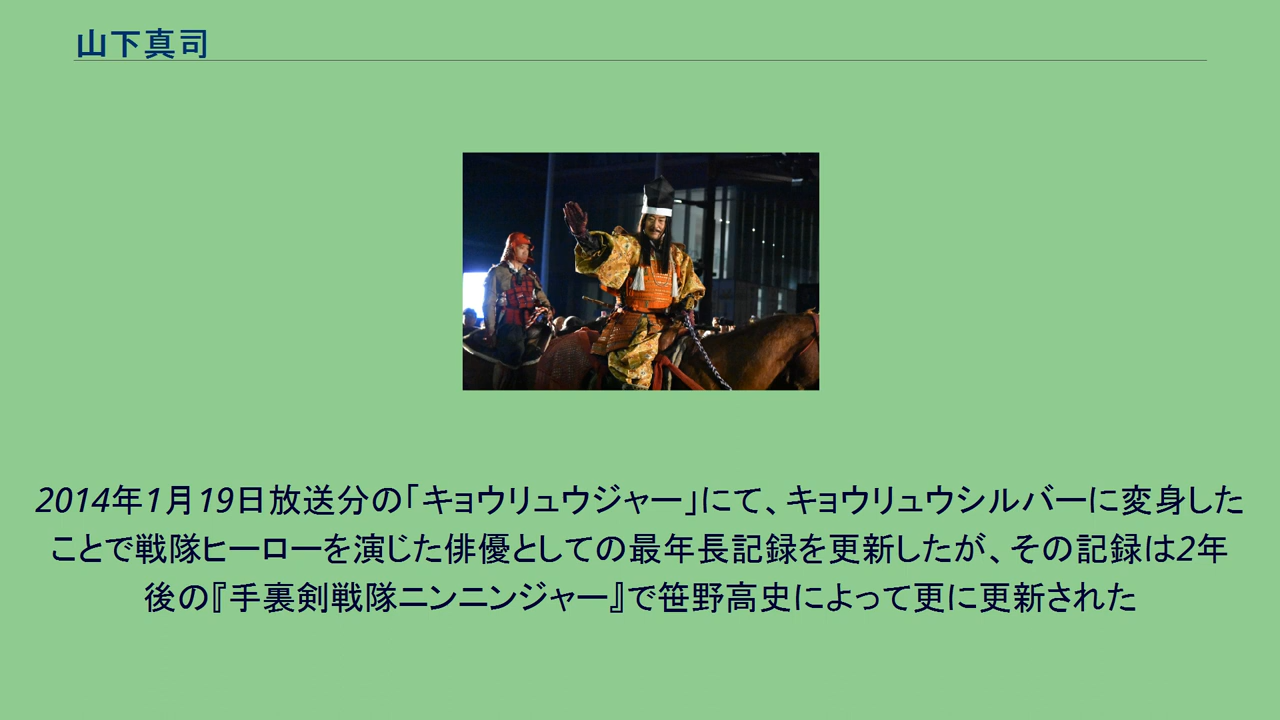 山下真司
2014年1月19日放送分の「キョウリュウジャー」にて、キョウリュウシルバーに変身した
ことで戦隊ヒーローを演じた俳優としての最年長記録を更新したが、その記録は2年
後の『手裏剣戦隊ニンニンジャー』で笹野高史によって更に更新された